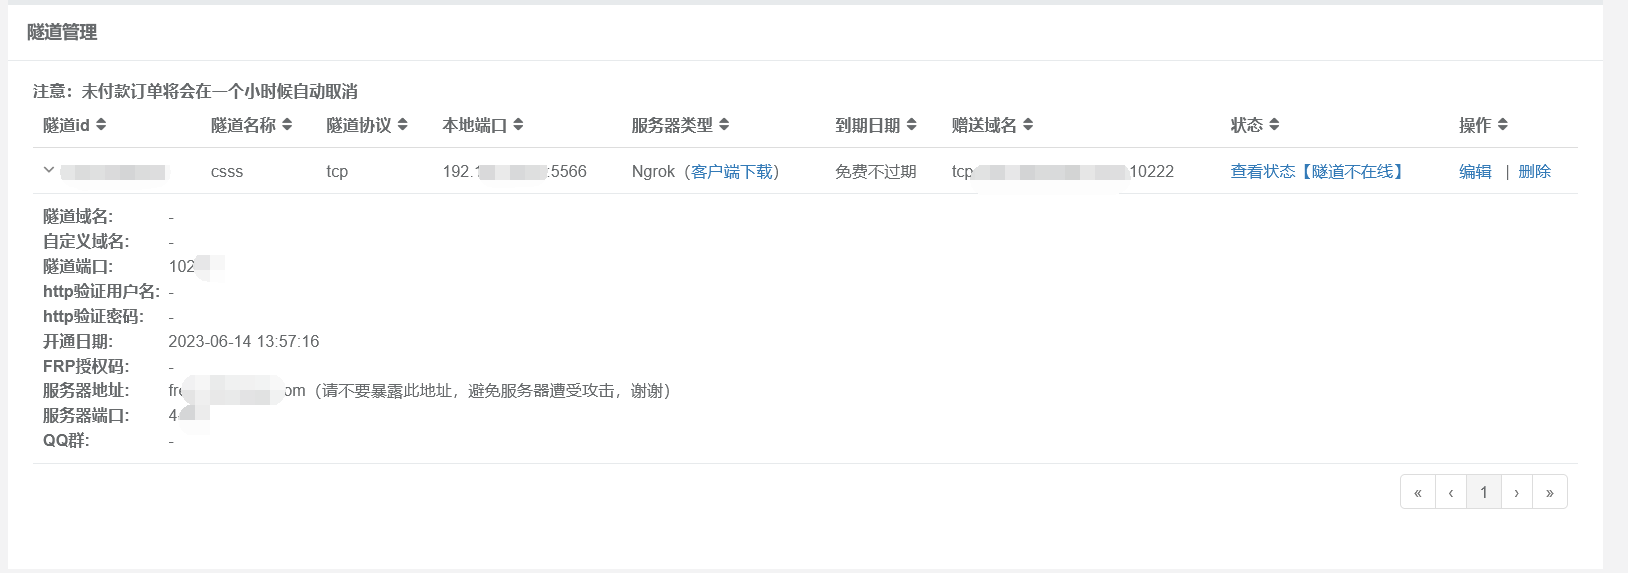 隧道管理
注意：未付款订单将会在一个小时候自动取消
隧道id 隧道名称 隧道协议 本地端口 服务器类型 到期日期 赠送域名 状态 操作
csss tcp 192.1 :5566 Ngrok（客户端下载） 免费不过期 tcp 10222 查看状态【隧道不在线】 编辑 | 删除
隧道域名: -
自定义域名: -
隧道端口: 102
http验证用户名: -
http验证密码: -
开通日期: 2023-06-14 13:57:16
FRP授权码: -
服务器地址: fre om（请不要暴露此地址，避免服务器遭受攻击，谢谢）
服务器端口: 4
QQ群: -
« ‹ 1 › »